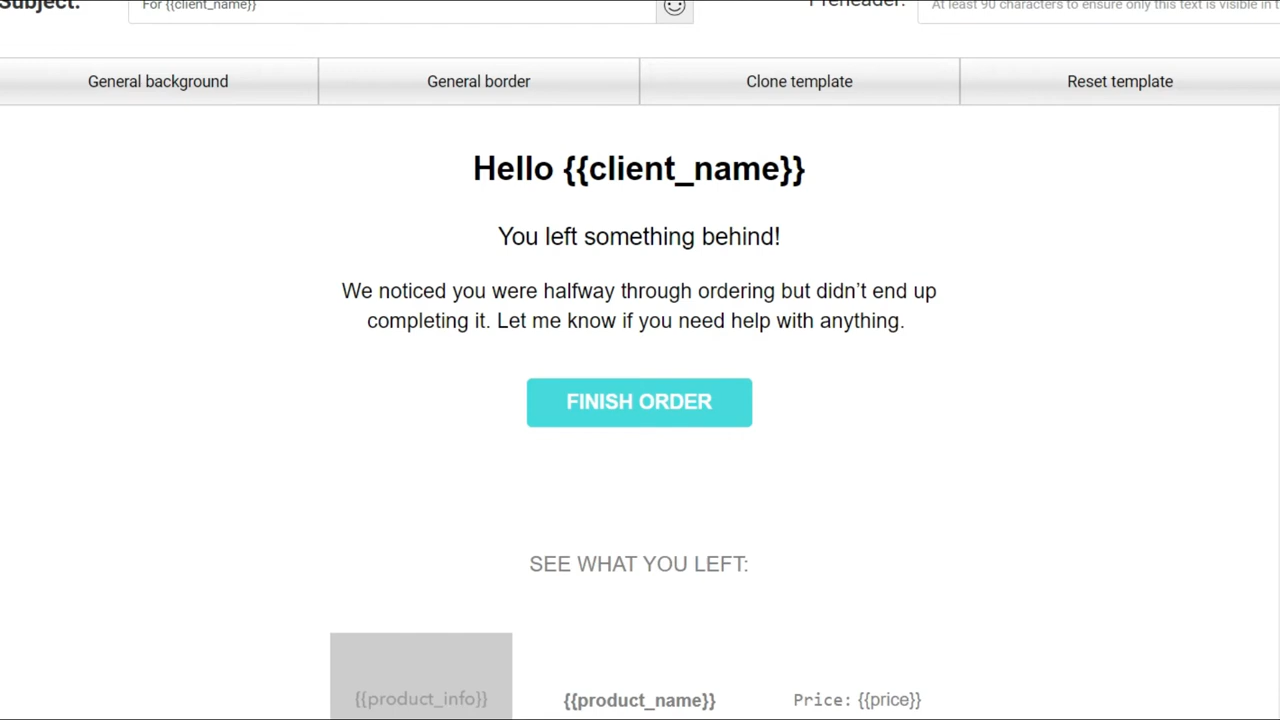 Subject:
For {{client_name}}
Preheader:
At least 90 characters to ensure only this text is visible in t
General background
General border
Clone template
Reset template
Hello {{client_name}}
You left something behind!
We noticed you were halfway through ordering but didn’t end up
completing it. Let me know if you need help with anything.
FINISH ORDER
SEE WHAT YOU LEFT:
{{product_info}}
{{product_name}}
Price: {{price}}